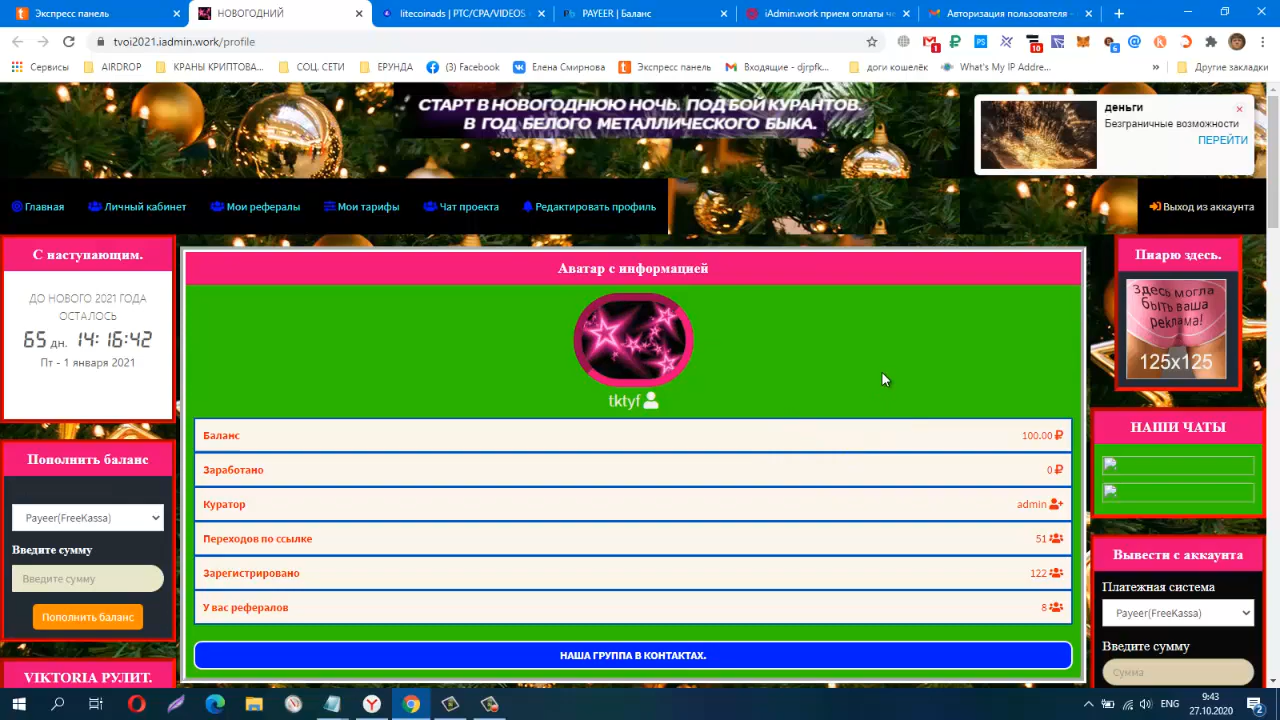 Экспресс панель
НОВОГОДНИЙ
litecoinads | PTC/CPA/VIDEOS
PAYEER | Баланс
iAdmin.work прием оплаты ч
Авторизация пользователя -
tvoi2021.iadmin.work/profile
Сервисы
AIRDROP
КРАНЫ КРИПТОВА...
СОЦ. СЕТИ
ЕРУНДА
(3) Facebook
Елена Смирнова
Экспресс панель
Входящие - djrpfk...
доги кошелёк
What's My IP Addre...
»
Другие закладки
СТАРТ В НОВОГОДНЮЮ НОЧЬ. ПОД БОЙ КУРАНТОВ.
В ГОД БЕЛОГО МЕТАЛЛИЧЕСКОГО БЫКА.
деньги
Безграничные возможности
ПЕРЕЙТИ
Главная
Личный кабинет
Мои рефералы
Мои тарифы
Чат проекта
Редактировать профиль
Выход из аккаунта
С наступающим.
ДО НОВОГО 2021 ГОДА
ОСТАЛОСЬ
65 дн. 14:16:42
Пт - 1 января 2021
Пополнить баланс
Payeer(FreeKassa)
Введите сумму
Введите сумму
Пополнить баланс
VIKTORIA РУЛИТ.
Аватар с информацией
tktyf
Баланс 100.00 ₽
Заработано 0 ₽
Куратор admin
Переходов по ссылке 51
Зарегистрировано 122
У вас рефералов 8
НАША ГРУППА В КОНТАКТАХ.
Пиарю здесь.
Здесь могла
быть ваша
реклама!
125x125
НАШИ ЧАТЫ
Вывести с аккаунта
Платежная система
Payeer(FreeKassa)
Введите сумму
Сумма
ENG
9:43
27.10.2020
2